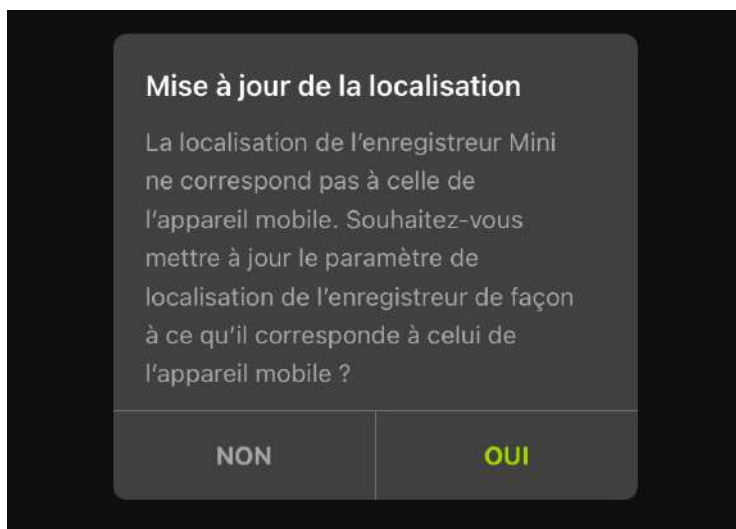 Mise à jour de la localisation
La localisation de l'enregistreur Mini
ne correspond pas à celle de
l'appareil mobile. Souhaitez-vous
mettre à jour le paramètre de
localisation de l'enregistreur de façon
à ce qu'il corresponde à celui de
l'appareil mobile ?
NON OUI